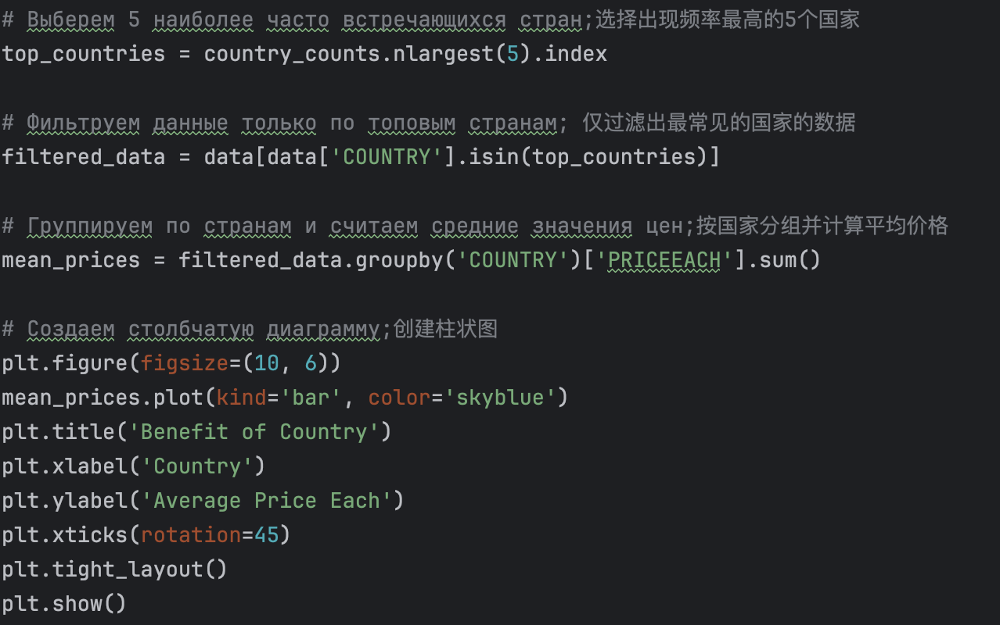 # Выберем 5 наиболее часто встречающихся стран;选择出现频率最高的5个国家
top_countries = country_counts.nlargest(5).index
# Фильтруем данные только по топовым странам; 仅过滤出最常见的国家的数据
filtered_data = data[data['COUNTRY'].isin(top_countries)]
# Группируем по странам и считаем средние значения цен;按国家分组并计算平均价格
mean_prices = filtered_data.groupby('COUNTRY')['PRICEEACH'].sum()
# Создаем столбчатую диаграмму;创建柱状图
plt.figure(figsize=(10, 6))
mean_prices.plot(kind='bar', color='skyblue')
plt.title('Benefit of Country')
plt.xlabel('Country')
plt.ylabel('Average Price Each')
plt.xticks(rotation=45)
plt.tight_layout()
plt.show()